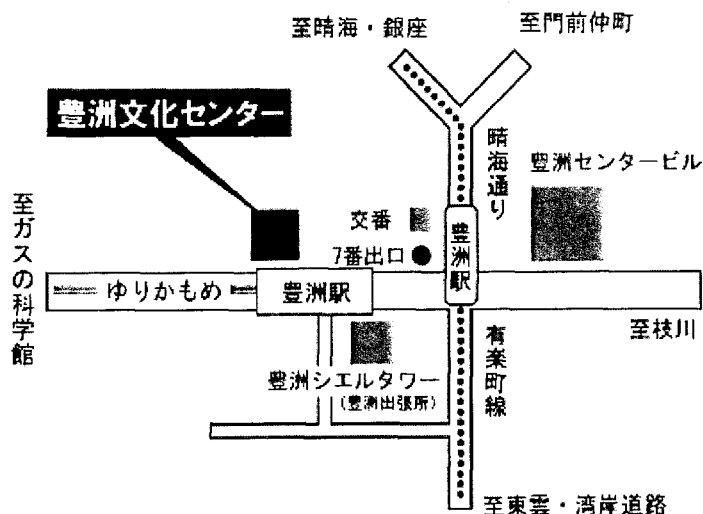 至晴海・銀座
至門前仲町
豊洲文化センター
晴海通り
豊洲センタービル
至ガスの科学館
交番
7番出口
豊洲駅
ゆりかもめ
豊洲駅
至枝川
有楽町線
豊洲シエルタワー
(豊洲出張所)
至東雲・湾岸道路